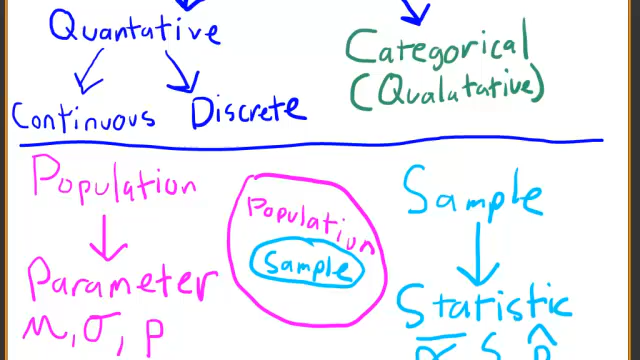 Quantative
Categorical
(Qualatative)
Continuous Discrete
Population
Sample
Population
Sample
Parameter
Statistic
μ, σ, p
x̄ S p̂